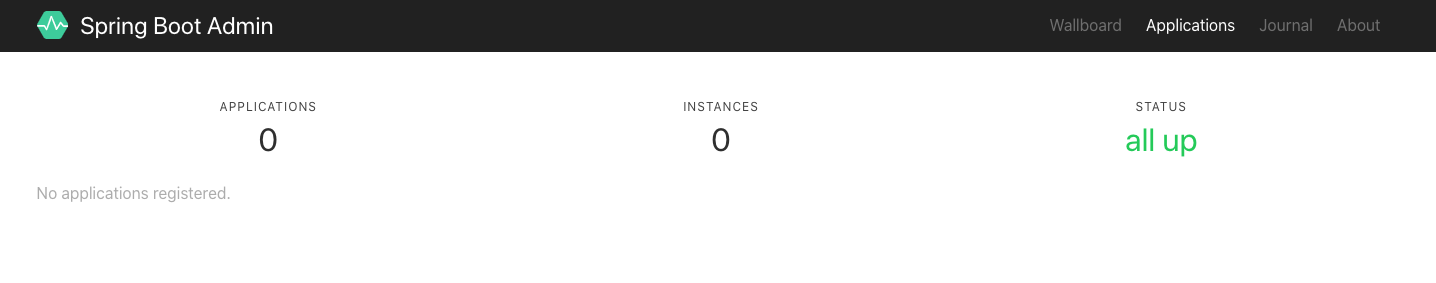 Spring Boot Admin Wallboard Applications Journal About
APPLICATIONS INSTANCES STATUS
0 0 all up
No applications registered.